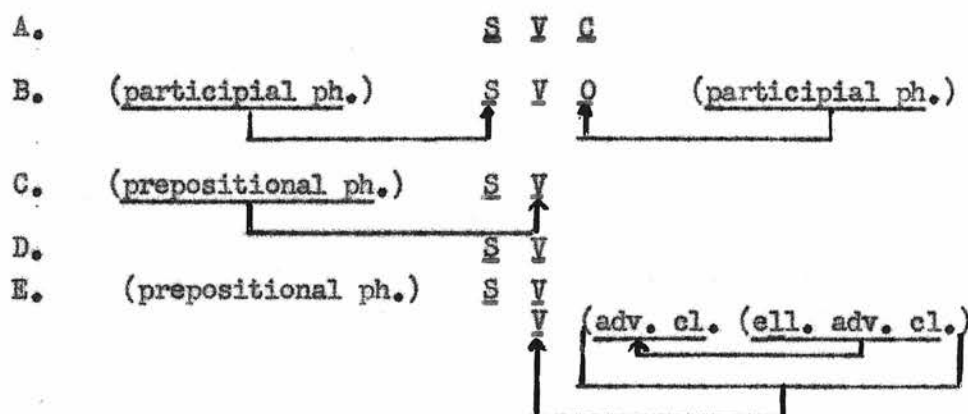 A. S V C
B. (participial ph.) S V O (participial ph.)
C. (prepositional ph.) S V
D. S V
E. (prepositional ph.) S V
V (adv. cl. (ell. adv. cl.)